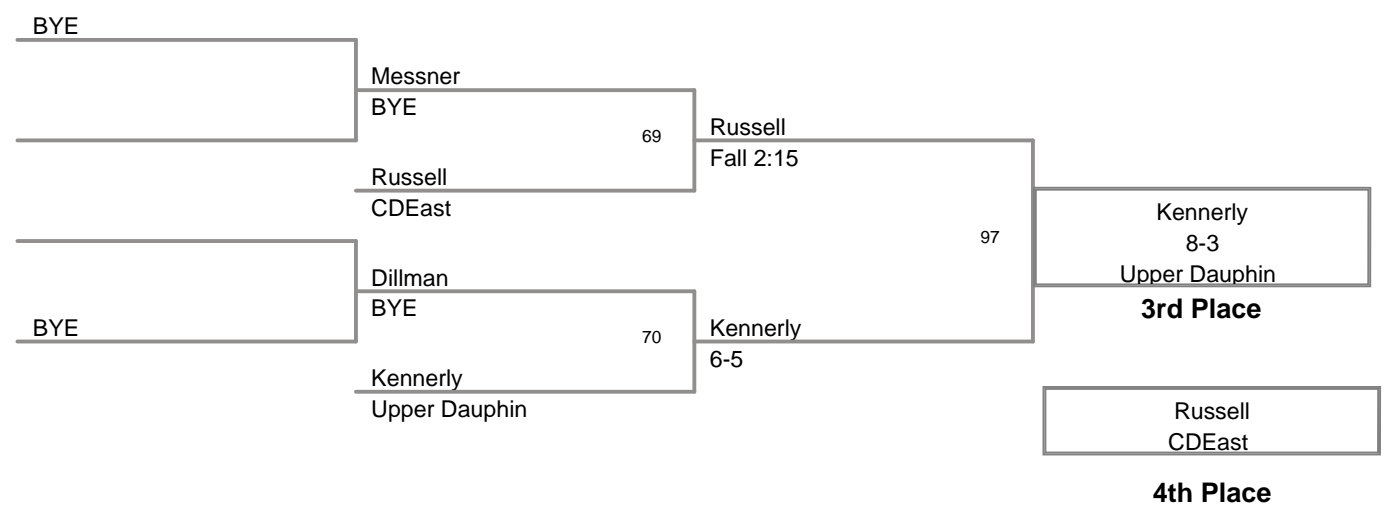 BYE
Messner
BYE
69
Russell
Fall 2:15
Russell
CDEast
Kennerly
8-3
Upper Dauphin
3rd Place
97
Dillman
BYE
BYE
70
Kennerly
6-5
Kennerly
Upper Dauphin
Russell
CDEast
4th Place